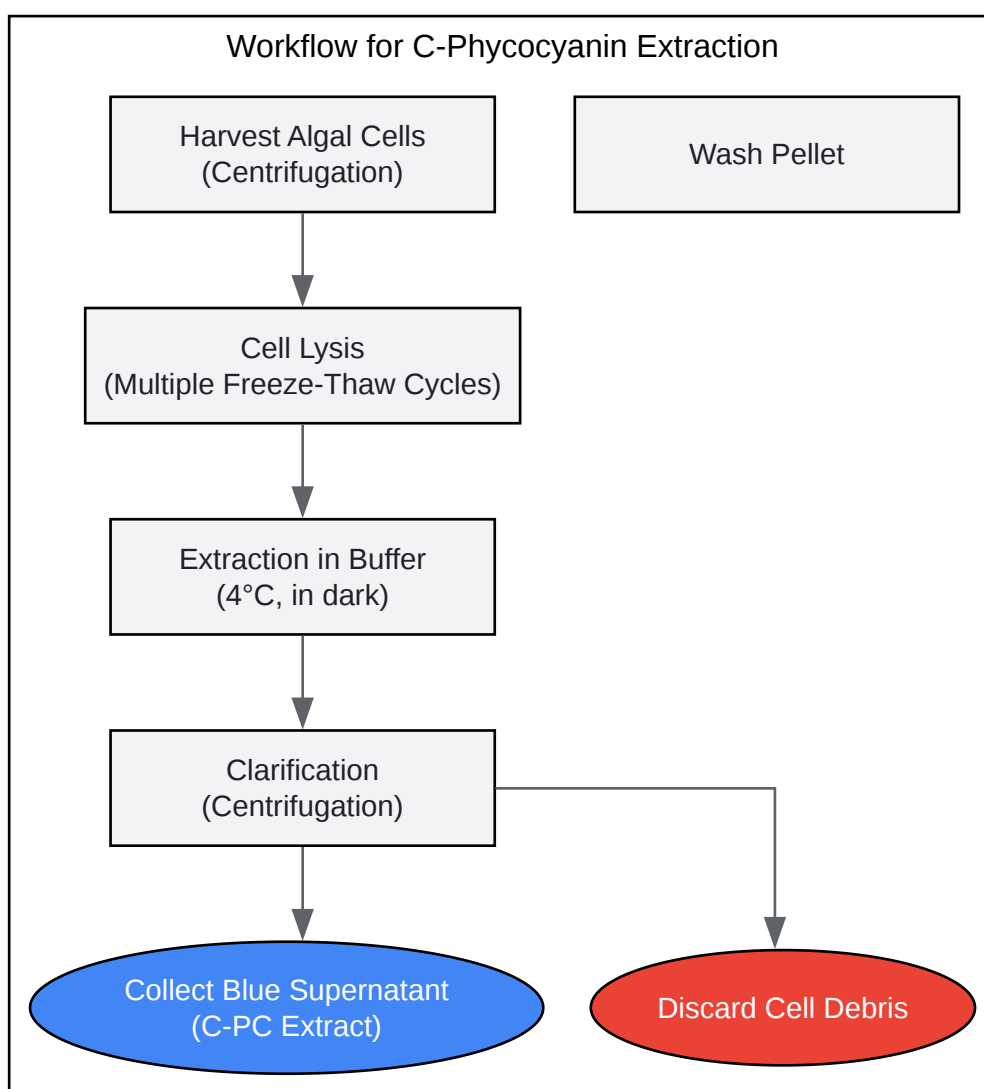 Workflow for C-Phycocyanin Extraction
Harvest Algal Cells
(Centrifugation)
Wash Pellet
Cell Lysis
(Multiple Freeze-Thaw Cycles)
Extraction in Buffer
(4°C, in dark)
Clarification
(Centrifugation)
Collect Blue Supernatant
(C-PC Extract)
Discard Cell Debris